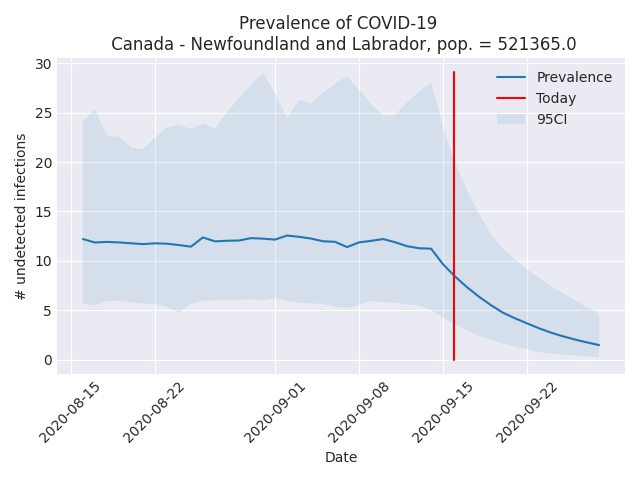 Prevalence of COVID-19
Canada - Newfoundland and Labrador, pop. = 521365.0
30
25
20
15
10
5
0
# undetected infections
Prevalence
Today
95CI
2020-08-15
2020-08-22
2020-09-01
2020-09-08
2020-09-15
2020-09-22
Date